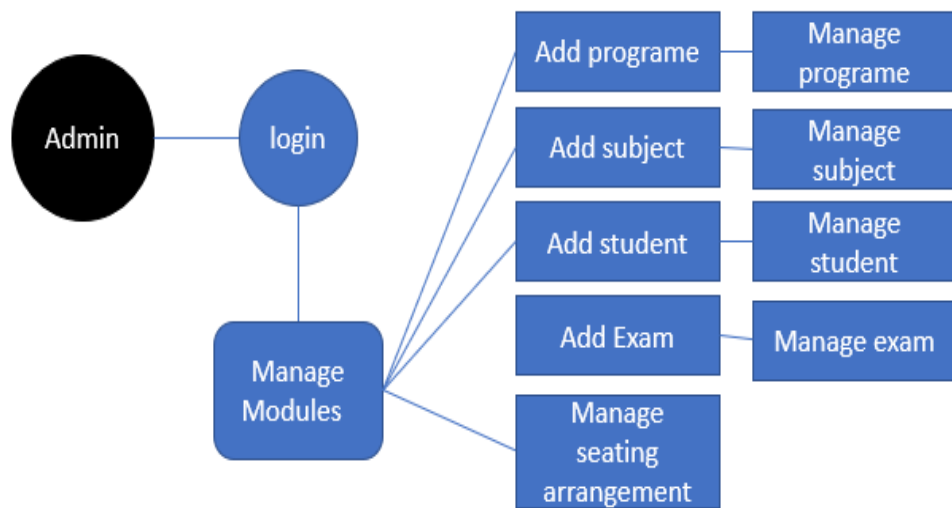 Admin
login
Manage
Modules
Add programe
Manage
programe
Add subject
Manage
subject
Add student
Manage
student
Add Exam
Manage exam
Manage
seating
arrangement